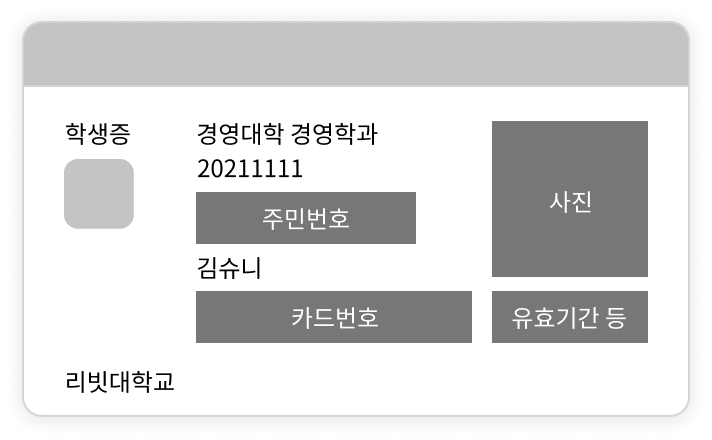 학생증
경영대학 경영학과
20211111
주민번호
김슈니
카드번호
사진
유효기간 등
리빗대학교